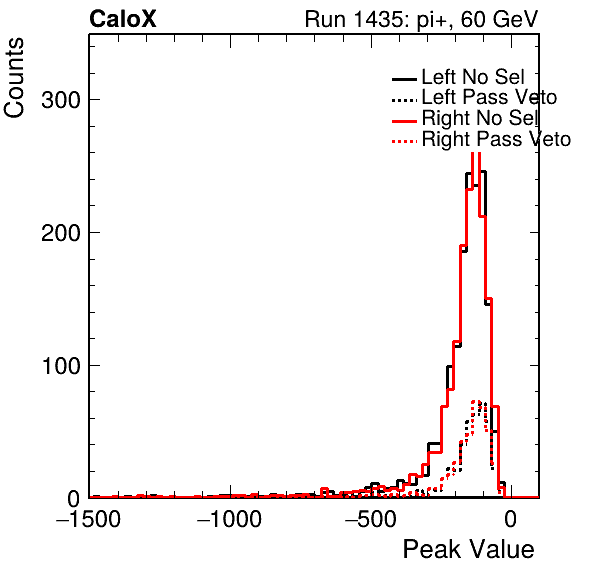 CaloX Run 1435: pi+, 60 GeV
Counts
Left No Sel
Left Pass Veto
Right No Sel
Right Pass Veto
300
200
100
0
−1500 −1000 −500 0
Peak Value